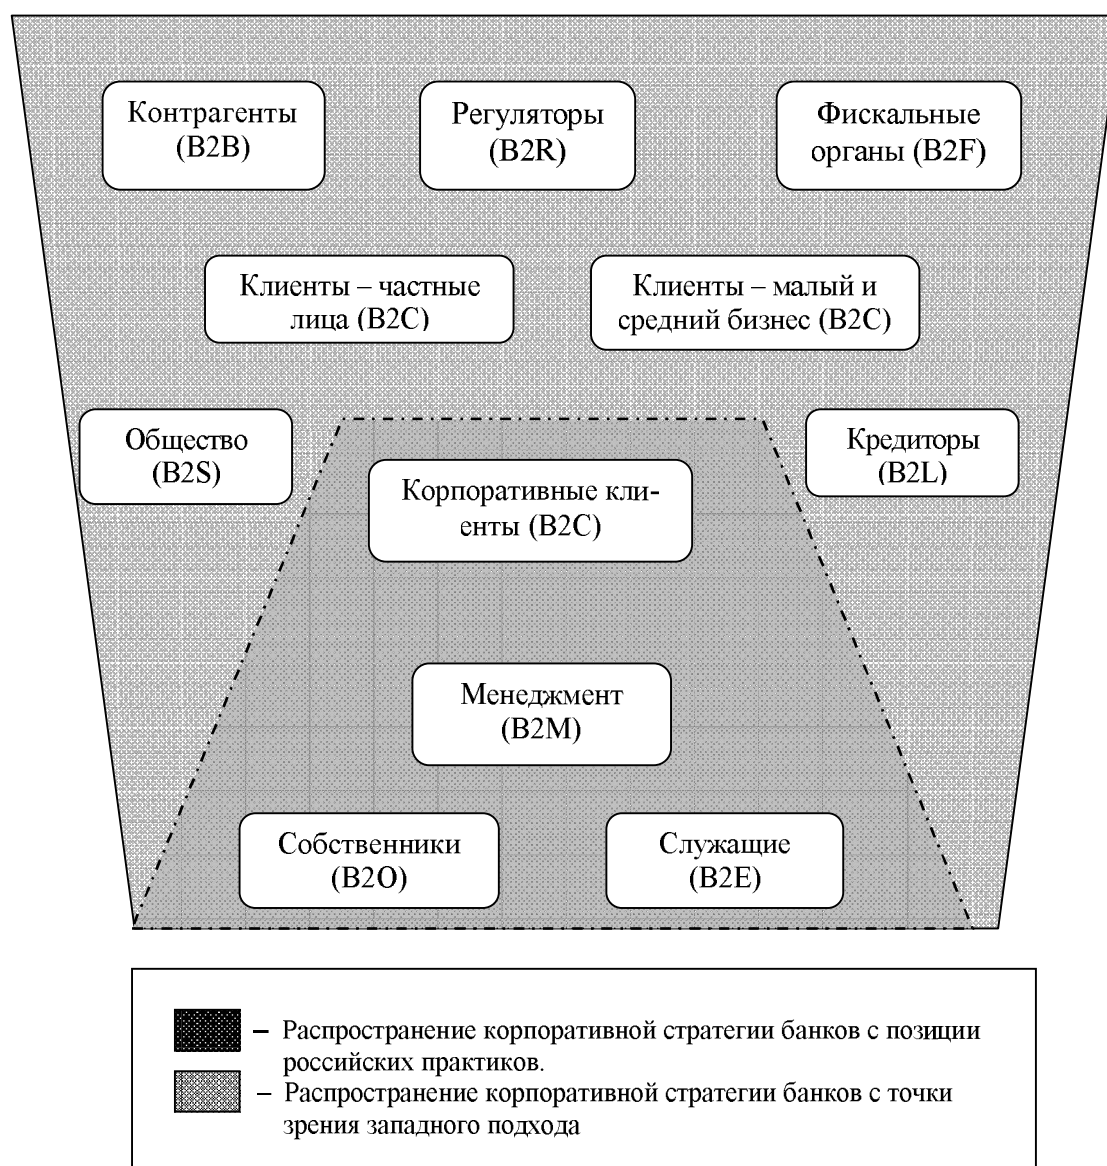 Контрагенты
(B2B)
Регуляторы
(B2R)
Фискальные
органы (B2F)
Клиенты – частные
лица (B2C)
Клиенты – малый и
средний бизнес (B2C)
Общество
(B2S)
Кредиторы
(B2L)
Корпоративные кли-
енты (B2C)
Менеджмент
(B2M)
Собственники
(B2O)
Служащие
(B2E)
– Распространение корпоративной стратегии банков с позиции
российских практиков.
– Распространение корпоративной стратегии банков с точки
зрения западного подхода